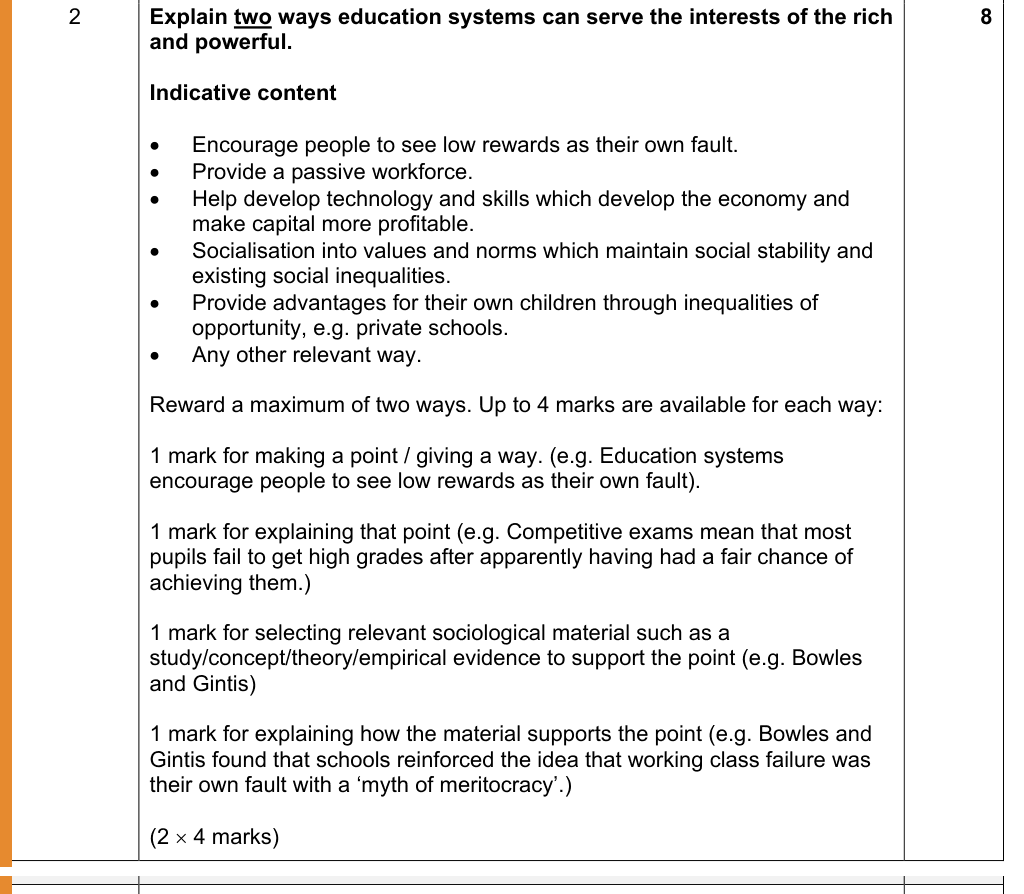 2
Explain two ways education systems can serve the interests of the rich
and powerful.
8
Indicative content
• Encourage people to see low rewards as their own fault.
• Provide a passive workforce.
• Help develop technology and skills which develop the economy and
make capital more profitable.
• Socialisation into values and norms which maintain social stability and
existing social inequalities.
• Provide advantages for their own children through inequalities of
opportunity, e.g. private schools.
• Any other relevant way.
Reward a maximum of two ways. Up to 4 marks are available for each way:
1 mark for making a point / giving a way. (e.g. Education systems
encourage people to see low rewards as their own fault).
1 mark for explaining that point (e.g. Competitive exams mean that most
pupils fail to get high grades after apparently having had a fair chance of
achieving them.)
1 mark for selecting relevant sociological material such as a
study/concept/theory/empirical evidence to support the point (e.g. Bowles
and Gintis)
1 mark for explaining how the material supports the point (e.g. Bowles and
Gintis found that schools reinforced the idea that working class failure was
their own fault with a ‘myth of meritocracy’.)
(2 × 4 marks)